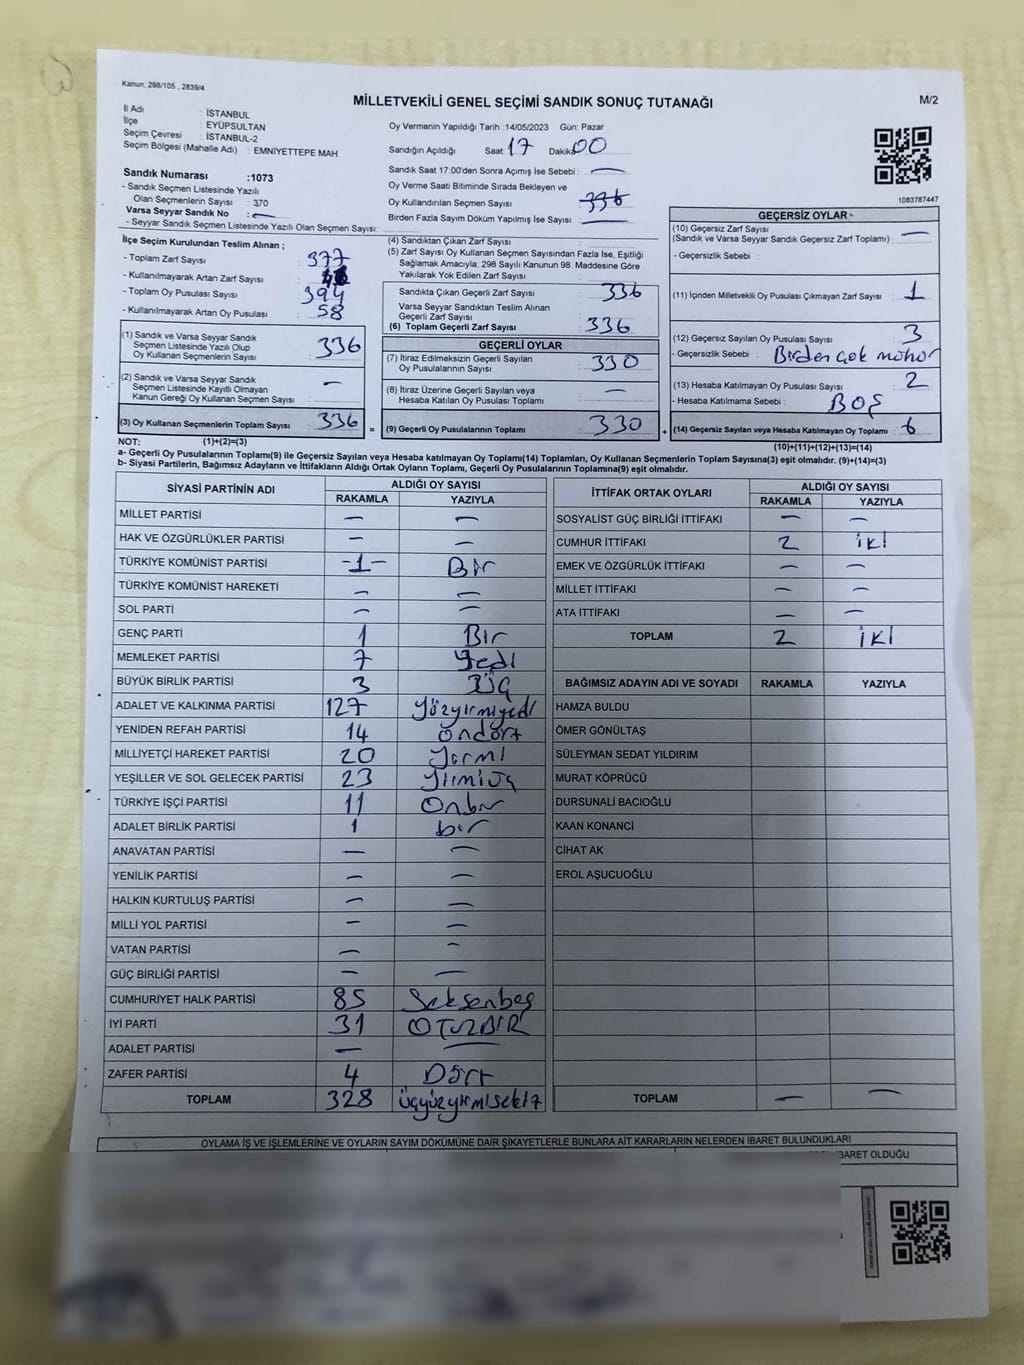 Kanun, 298/105 , 2839/4
MİLLETVEKİLİ GENEL SEÇİMİ SANDIK SONUÇ TUTANAĞI
M/2
İl Adı : İSTANBUL
İlçe : EYÜPSULTAN
Seçim Çevresi : İSTANBUL-2
Seçim Bölgesi (Mahalle Adı) : EMNİYETTEPE MAH
Oy Vermenin Yapıldığı Tarih :14/05/2023 Gün: Pazar
Sandığın Açıldığı Saat: 17 Dakika: 00
Sandık Saat 17:00'den Sonra Açımış İse Sebebi : —
Oy Verme Saati Bitiminde Sırada Bekleyen ve
Oy Kullandırılan Seçmen Sayısı : 336
Birden Fazla Sayım Döküm Yapılmış İse Sayısı : —
Sandık Numarası :1073
- Sandık Seçmen Listesinde Yazılı
Olan Seçmenlerin Sayısı : 370
Varsa Seyyar Sandık No : —
- Seyyar Sandık Seçmen Listesinde Yazılı Olan Seçmen Sayısı:
1083787447
İlçe Seçim Kurulundan Teslim Alınan ;
- Toplam Zarf Sayısı : 377
- Kullanılmayarak Artan Zarf Sayısı :
- Toplam Oy Pusulası Sayısı : 394
- Kullanılmayarak Artan Oy Pusulası : 58
(1) Sandık ve Varsa Seyyar Sandık
Seçmen Listesinde Yazılı Olup
Oy Kullanan Seçmenlerin Sayısı : 336
(2) Sandık ve Varsa Seyyar Sandık
Seçmen Listesinde Kayıtlı Olmayan
Kanun Gereği Oy Kullanan Seçmen Sayısı : —
(3) Oy Kullanan Seçmenlerin Toplam Sayısı : 336 =
(4) Sandıktan Çıkan Zarf Sayısı :
(5) Zarf Sayısı Oy Kullanan Seçmen Sayısından Fazla İse, Eşitliği
Sağlamak Amacıyla, 298 Sayılı Kanunun 98. Maddesine Göre
Yakılarak Yok Edilen Zarf Sayısı :
Sandıkta Çıkan Geçerli Zarf Sayısı : 336
Varsa Seyyar Sandıktan Teslim Alınan
Geçerli Zarf Sayısı :
(6) Toplam Geçerli Zarf Sayısı : 336
GEÇERLİ OYLAR
(7) İtiraz Edilmeksizin Geçerli Sayılan
Oy Pusulalarının Sayısı : 330
(8) İtiraz Üzerine Geçerli Sayılan veya
Hesaba Katılan Oy Pusulası Toplamı : —
(9) Geçerli Oy Pusulalarının Toplamı : 330 +
GEÇERSİZ OYLAR
(10) Geçersiz Zarf Sayısı
(Sandık ve Varsa Seyyar Sandık Geçersiz Zarf Toplamı) : —
- Geçersizlik Sebebi :
(11) İçinden Milletvekili Oy Pusulası Çıkmayan Zarf Sayısı : 1
(12) Geçersiz Sayılan Oy Pusulası Sayısı : 3
- Geçersizlik Sebebi : Birden çok mühür
(13) Hesaba Katılmayan Oy Pusulası Sayısı : 2
- Hesaba Katılmama Sebebi : BOŞ
(14) Geçersiz Sayılan veya Hesaba Katılmayan Oy Toplamı : 6
NOT: (1)+(2)=(3)
(10)+(11)+(12)+(13)=(14)
a- Geçerli Oy Pusulaları Toplamı(9) ile Geçersiz Sayılan veya Hesaba katılmayan Oy Toplamı(14) Toplamları, Oy Kullanan Seçmenlerin Toplam Sayısına(3) eşit olmalıdır. (9)+(14)=(3)
b- Siyasi Partilerin, Bağımsız Adayların ve İttifakların Aldığı Ortak Oyların Toplamı, Geçerli Oy Pusulalarının Toplamına(9) eşit olmalıdır.
SİYASİ PARTİNİN ADI ALDIĞI OY SAYISI
RAKAMLA YAZIYLA
MİLLET PARTİSİ — —
HAK VE ÖZGÜRLÜKLER PARTİSİ — —
TÜRKİYE KOMÜNİST PARTİSİ -1- Bir
TÜRKİYE KOMÜNİST HAREKETİ — —
SOL PARTİ — —
GENÇ PARTİ 1 Bir
MEMLEKET PARTİSİ 7 Yedi
BÜYÜK BİRLİK PARTİSİ 3 Üç
ADALET VE KALKINMA PARTİSİ 127 Yüzyirmiyedi
YENİDEN REFAH PARTİSİ 14 Ondört
MİLLİYETÇİ HAREKET PARTİSİ 20 Yirmi
YEŞİLLER VE SOL GELECEK PARTİSİ 23 Yirmiüç
TÜRKİYE İŞÇİ PARTİSİ 11 Onbir
ADALET BİRLİK PARTİSİ 1 bir
ANAVATAN PARTİSİ — —
YENİLİK PARTİSİ — —
HALKIN KURTULUŞ PARTİSİ — —
MİLLİ YOL PARTİSİ — —
VATAN PARTİSİ — —
GÜÇ BİRLİĞİ PARTİSİ — —
CUMHURİYET HALK PARTİSİ 85 Seksenbeş
İYİ PARTİ 31 OTUZBİR
ADALET PARTİSİ — —
ZAFER PARTİSİ 4 Dört
TOPLAM 328 üçyüzyirmisekiz
İTTİFAK ORTAK OYLARI ALDIĞI OY SAYISI
RAKAMLA YAZIYLA
SOSYALİST GÜÇ BİRLİĞİ İTTİFAKI — —
CUMHUR İTTİFAKI 2 iki
EMEK VE ÖZGÜRLÜK İTTİFAKI — —
MİLLET İTTİFAKI — —
ATA İTTİFAKI — —
TOPLAM 2 iki
BAĞIMSIZ ADAYIN ADI VE SOYADI RAKAMLA YAZIYLA
HAMZA BULDU
ÖMER GÖNÜLTAŞ
SÜLEYMAN SEDAT YILDIRIM
MURAT KÖPRÜCÜ
DURSUNALİ BACIOĞLU
KAAN KONANCİ
CİHAT AK
EROL AŞUCUOĞLU
TOPLAM — —
OYLAMA İŞ VE İŞLEMLERİNE VE OYLARIN SAYIM DÖKÜMÜNE DAİR ŞİKAYETLERLE BUNLARA AİT KARARLARIN NELERDEN İBARET BULUNDUKLARI
İBARET OLDUĞU